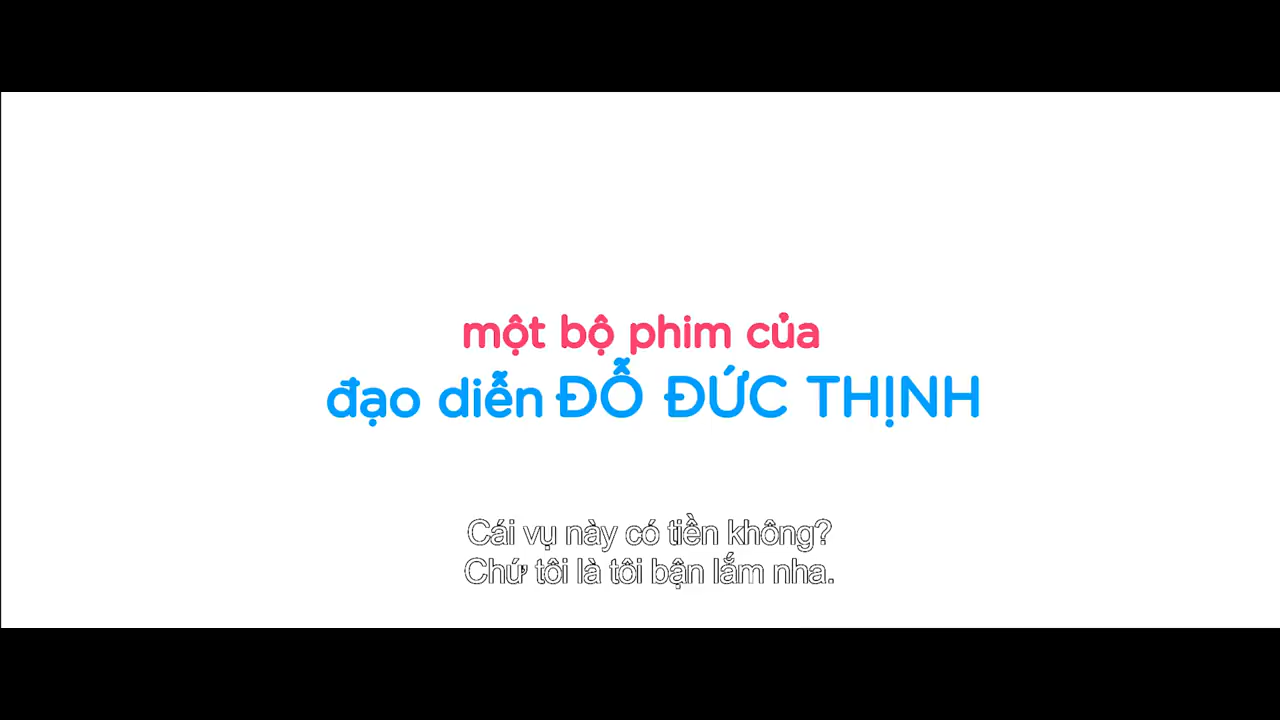 một bộ phim của
đạo diễn ĐỖ ĐỨC THỊNH
Cái vụ này có tiền không?
Chứ tôi là tôi bận lắm nha.